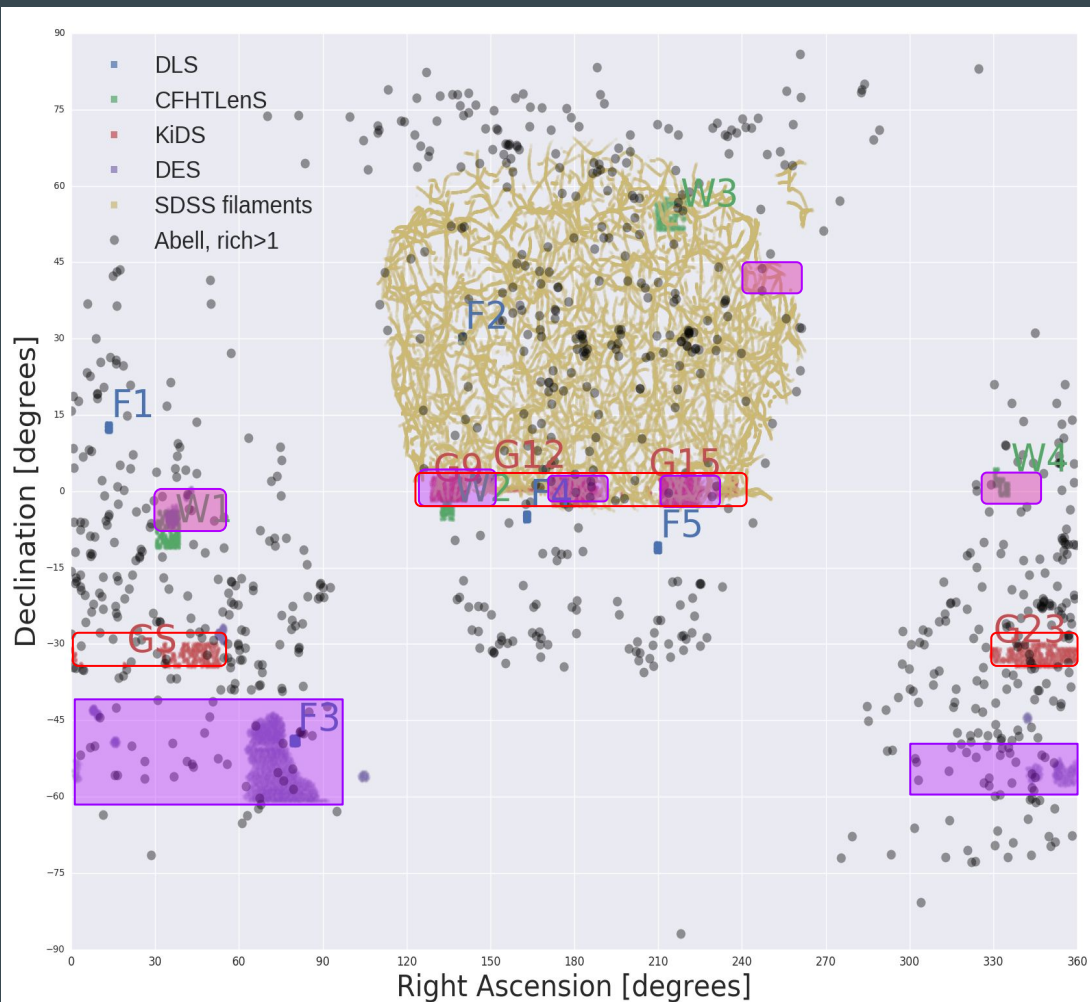 90
75
60
45
30
15
0
−15
−30
−45
−60
−75
−90
Declination [degrees]
DLS
CFHTLenS
KiDS
DES
SDSS filaments
Abell, rich>1
W3
F2
F1
G9
G12
G15
W4
W1
W2
F4
F5
GS
G23
F3
0
30
60
90
120
150
180
210
240
270
300
330
360
Right Ascension [degrees]